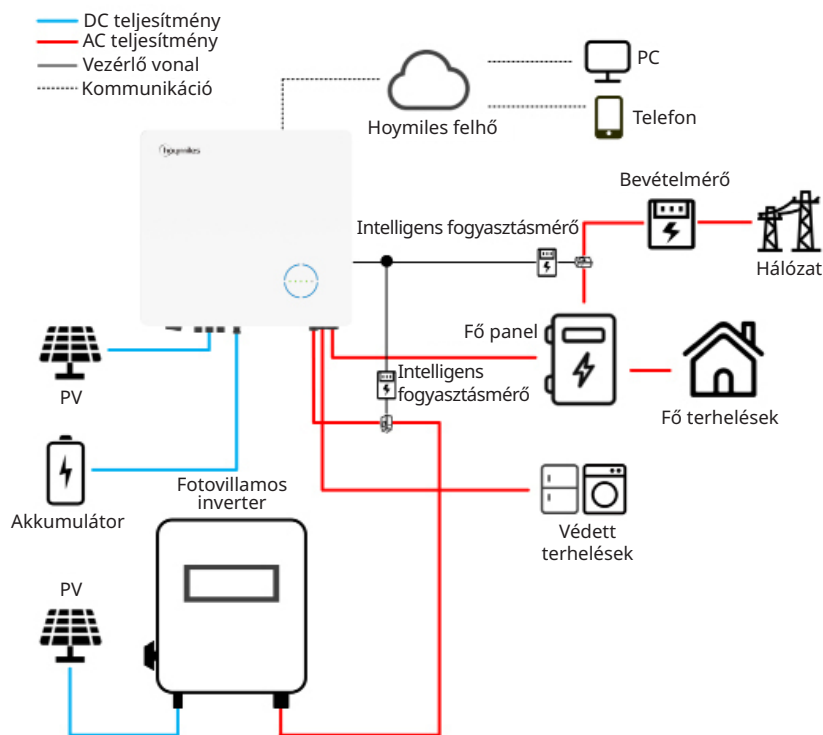 DC teljesítmény
AC teljesítmény
Vezérlő vonal
Kommunikáció
Hoymiles felhő
PC
Telefon
hoymiles
Intelligens fogyasztásmérő
Bevételmérő
Hálózat
PV
Fő panel
Intelligens
fogyasztásmérő
Fő terhelések
Akkumulátor
Fotovillamos
inverter
Védett
terhelések
PV